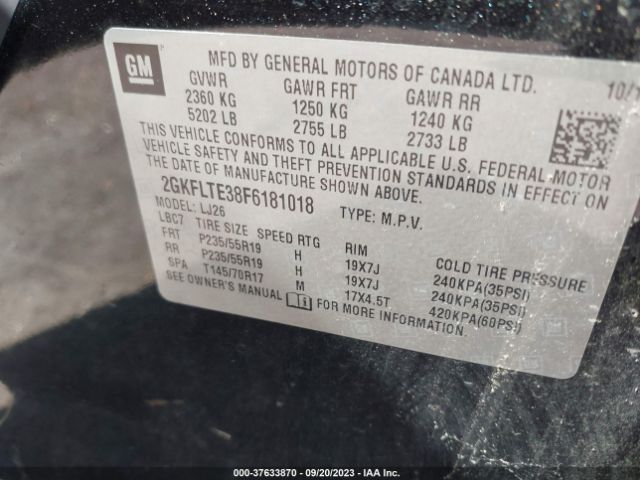 GM
MFD BY GENERAL MOTORS OF CANADA LTD.
10/1
GVWR GAWR FRT GAWR RR
2360 KG 1250 KG 1240 KG
5202 LB 2755 LB 2733 LB
THIS VEHICLE CONFORMS TO ALL APPLICABLE U.S. FEDERAL MOTOR
VEHICLE SAFETY AND THEFT PREVENTION STANDARDS IN EFFECT ON
THE DATE OF MANUFACTURE SHOWN ABOVE.
2GKFLTE38F6181018 TYPE: M.P.V.
MODEL: LJ26
LBC7 TIRE SIZE SPEED RTG RIM COLD TIRE PRESSURE
FRT P235/55R19 H 19X7J 240KPA(35PSI)
RR P235/55R19 H 19X7J 240KPA(35PSI)
SPA T145/70R17 M 17X4.5T 420KPA(60PSI)
SEE OWNER'S MANUAL i FOR MORE INFORMATION.
000-37633870 | 09/20/2023 | IAA Inc.